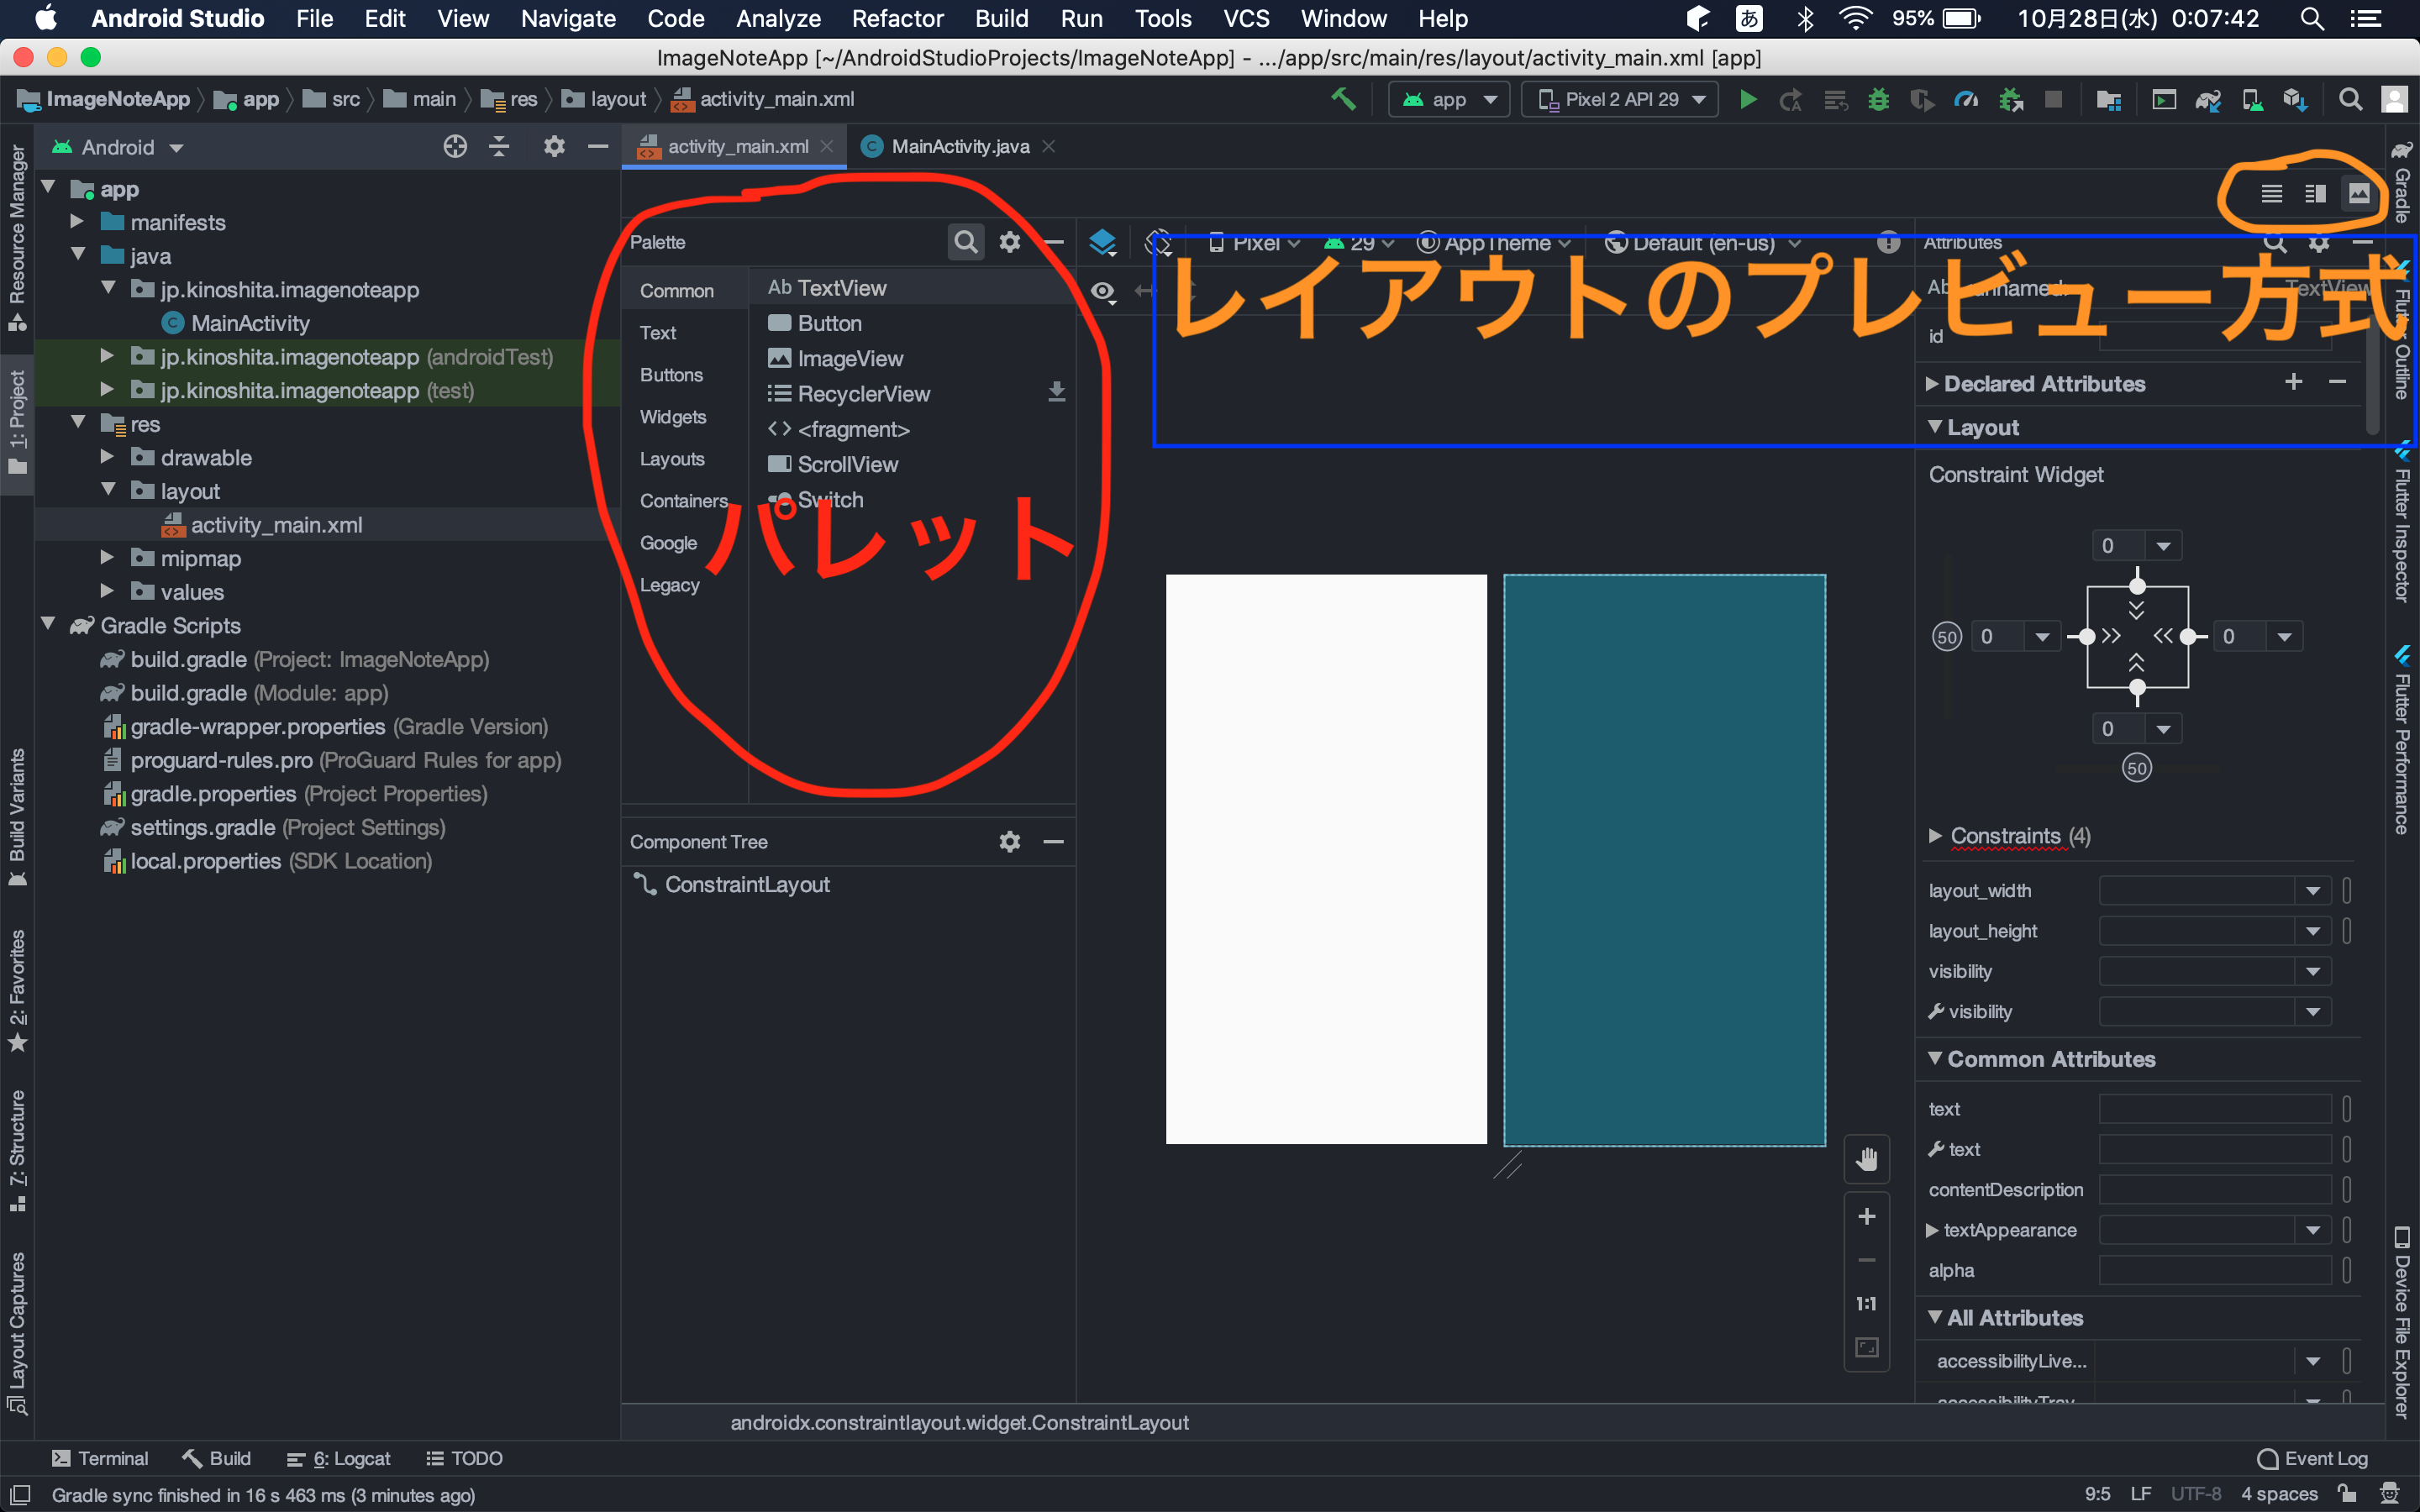 Android Studio File Edit View Navigate Code Analyze Refactor Build Run Tools VCS Window Help あ 95% 10月28日(水) 0:07:42
ImageNoteApp [~/AndroidStudioProjects/ImageNoteApp] - .../app/src/main/res/layout/activity_main.xml [app]
ImageNoteApp app src main res layout activity_main.xml app Pixel 2 API 29
Android
activity_main.xml MainActivity.java
Resource Manager
1: Project
Build Variants
2: Favorites
7: Structure
Layout Captures
app
manifests
java
jp.kinoshita.imagenoteapp
MainActivity
jp.kinoshita.imagenoteapp (androidTest)
jp.kinoshita.imagenoteapp (test)
res
drawable
layout
activity_main.xml
mipmap
values
Gradle Scripts
build.gradle (Project: ImageNoteApp)
build.gradle (Module: app)
gradle-wrapper.properties (Gradle Version)
proguard-rules.pro (ProGuard Rules for app)
gradle.properties (Project Properties)
settings.gradle (Project Settings)
local.properties (SDK Location)
Palette
Common
Text
Buttons
Widgets
Layouts
Containers
Google
Legacy
Ab TextView
Button
ImageView
RecyclerView
<fragment>
ScrollView
Switch
パレット
Component Tree
ConstraintLayout
Pixel 29 AppTheme Default (en-us)
レイアウトのプレビュー方式
1:1
Attributes
Ab TextView
id
Declared Attributes
Layout
Constraint Widget
0
50 0 0
0
50
Constraints (4)
layout_width
layout_height
visibility
visibility
Common Attributes
text
text
contentDescription
textAppearance
alpha
All Attributes
accessibilityLive...
Gradle
Flutter Outline
Flutter Inspector
Flutter Performance
Device File Explorer
androidx.constraintlayout.widget.ConstraintLayout
Terminal Build 6: Logcat TODO Event Log
Gradle sync finished in 16 s 463 ms (3 minutes ago) 9:5 LF UTF-8 4 spaces